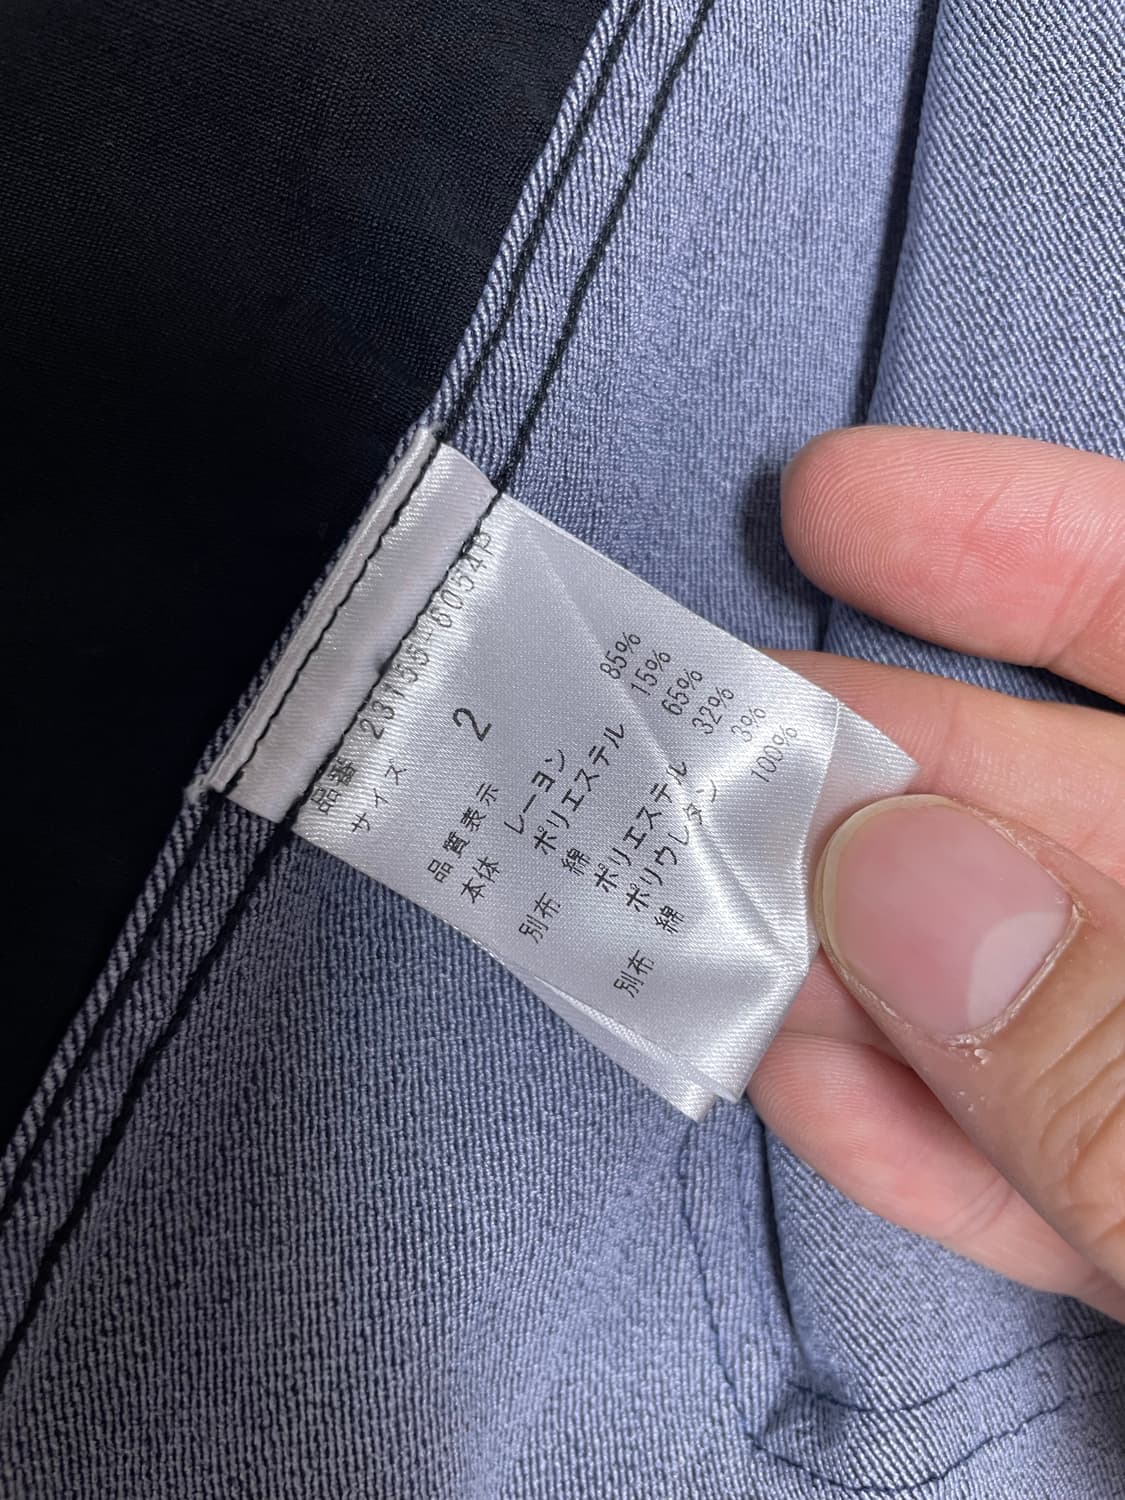 品番 23155
サイズ 2
品質表示
本体 レーヨン 85%
ポリエステル 15%
別布 綿 65%
ポリエステル 32%
ポリウレタン 3%
別布 綿 100%